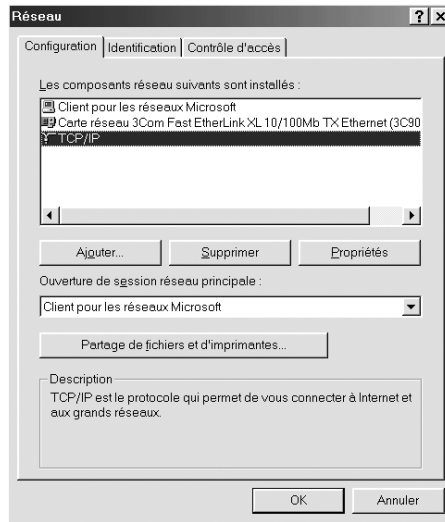 Réseau
Configuration Identification Contrôle d'accès
Les composants réseau suivants sont installés :
Client pour les réseaux Microsoft
Carte réseau 3Com Fast EtherLink XL 10/100Mb TX Ethernet (3C90
TCP/IP
Ajouter... Supprimer Propriétés
Ouverture de session réseau principale :
Client pour les réseaux Microsoft
Partage de fichiers et d'imprimantes...
Description
TCP/IP est le protocole qui permet de vous connecter à Internet et
aux grands réseaux.
OK Annuler